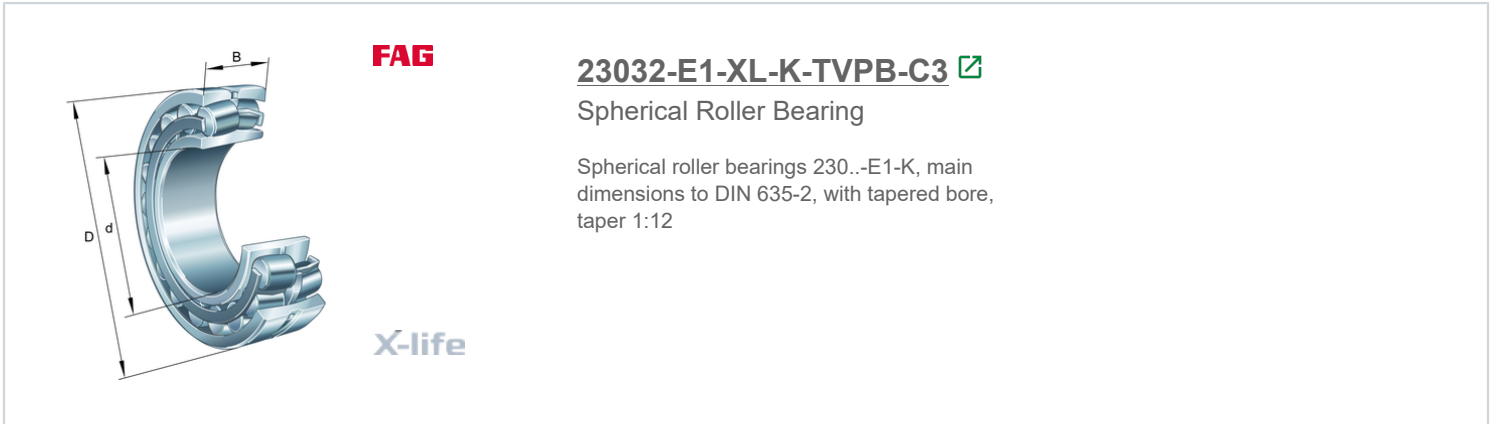 B
D
d
FAG
X-life
23032-E1-XL-K-TVPB-C3
Spherical Roller Bearing
Spherical roller bearings 230..-E1-K, main
dimensions to DIN 635-2, with tapered bore,
taper 1:12